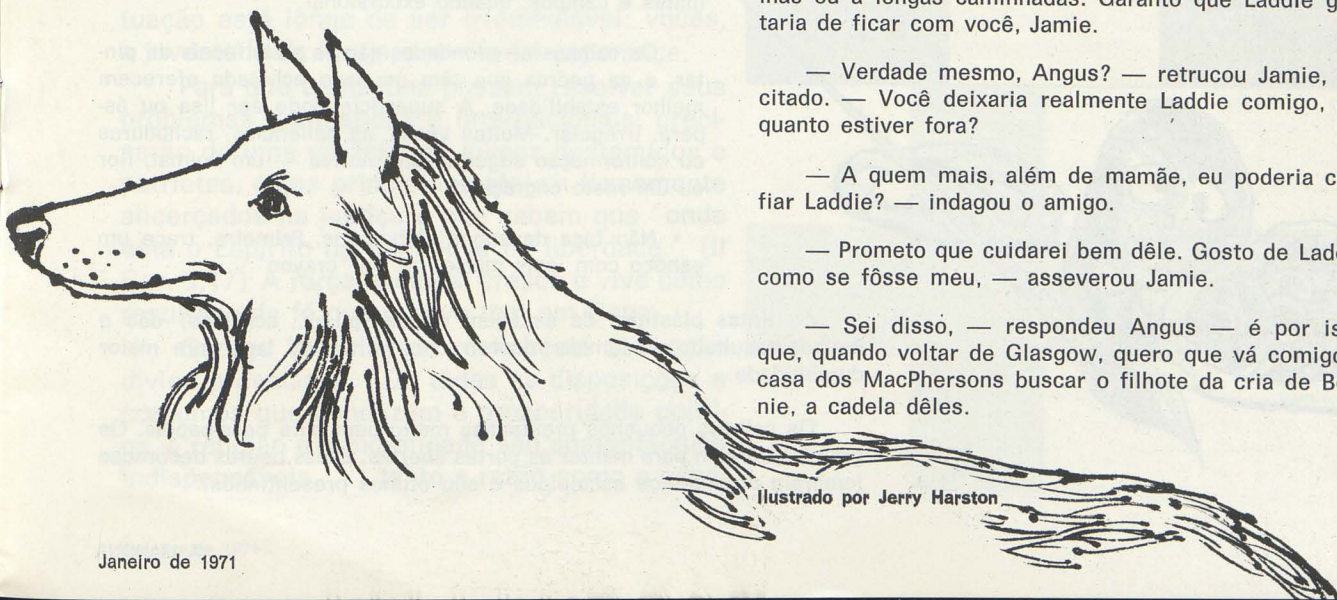 taria de ficar com você, Jamie.
— Verdade mesmo, Angus? — retrucou Jamie,
citado. — Você deixaria realmente Laddie comigo,
quanto estiver fora?
— A quem mais, além de mamãe, eu poderia c
fiar Laddie? — indagou o amigo.
— Prometo que cuidarei bem dêle. Gosto de Lad
como se fôsse meu, — asseverou Jamie.
— Sei disso, — respondeu Angus — é por is
que, quando voltar de Glasgow, quero que vá comigo
casa dos MacPhersons buscar o filhote da cria de B
nie, a cadela dêles.
Ilustrado por Jerry Harston
Janeiro de 1971